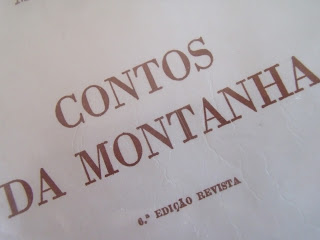 CONTOS
DA MONTANHA
6.ª EDIÇÃO REVISTA